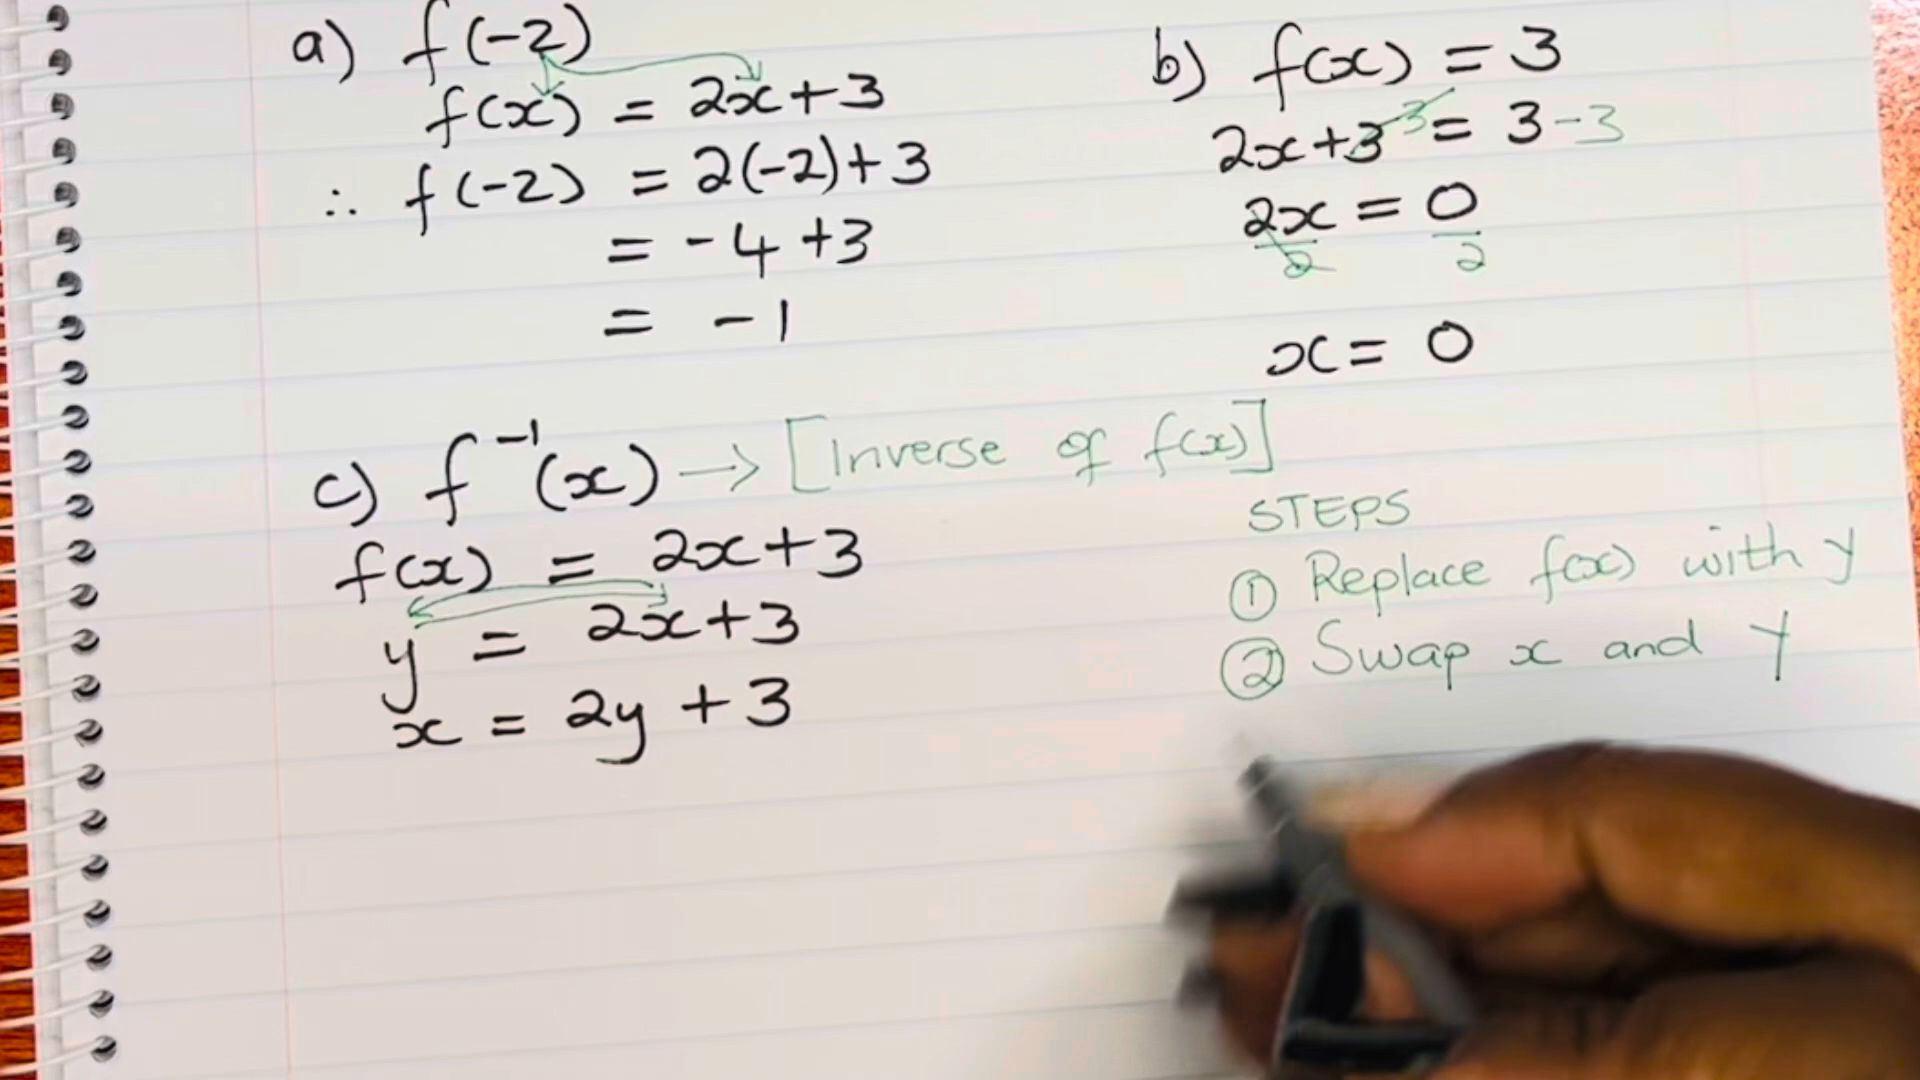 a) f(-2)
f(x) = 2x+3
∴ f(-2) = 2(-2)+3
= -4 +3
= -1
b) f(x) = 3
2x+3-3 = 3-3
2x/2 = 0/2
x = 0
c) f⁻¹(x) → [Inverse of f(x)]
f(x) = 2x+3
y = 2x+3
x = 2y +3
STEPS
① Replace f(x) with y
② Swap x and y